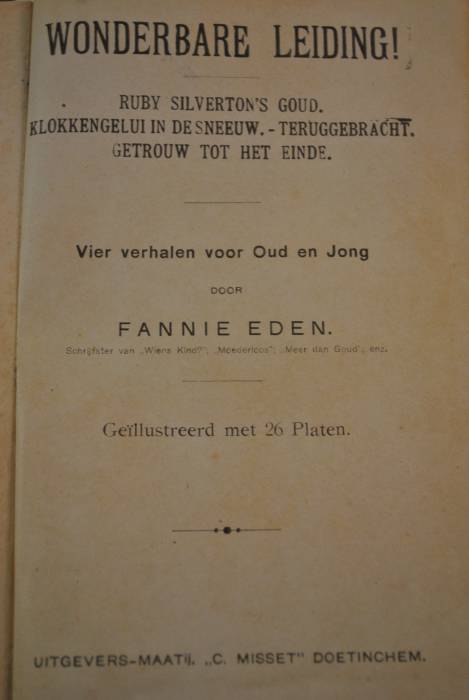 WONDERBARE LEIDING!
RUBY SILVERTON'S GOUD.
KLOKKENGELUI IN DE SNEEUW. - TERUGGEBRACHT.
GETROUW TOT HET EINDE.
Vier verhalen voor Oud en Jong
DOOR
FANNIE EDEN.
Schrijfster van „Wiens Kind?"; „Moederloos"; „Meer dan Goud"; enz.
Geïllustreerd met 26 Platen.
UITGEVERS-MAATIJ. „C. MISSET" DOETINCHEM.